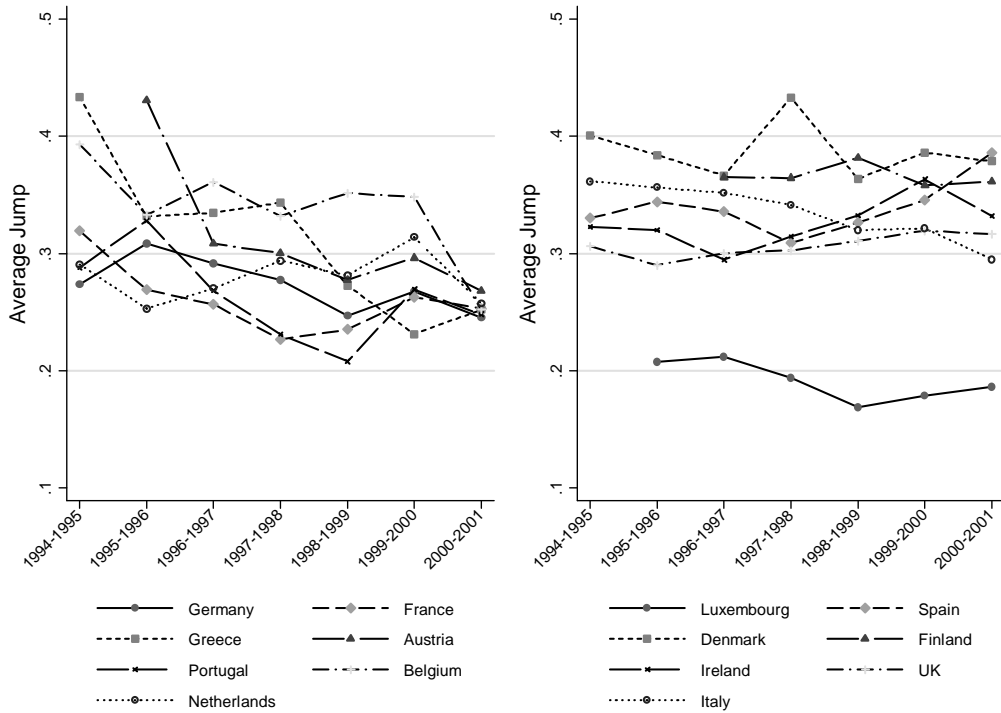 Average Jump
.5
.4
.3
.2
.1
1994-1995
1995-1996
1996-1997
1997-1998
1998-1999
1999-2000
2000-2001
Germany
France
Greece
Austria
Portugal
Belgium
Netherlands
Average Jump
.5
.4
.3
.2
.1
1994-1995
1995-1996
1996-1997
1997-1998
1998-1999
1999-2000
2000-2001
Luxembourg
Spain
Denmark
Finland
Ireland
UK
Italy